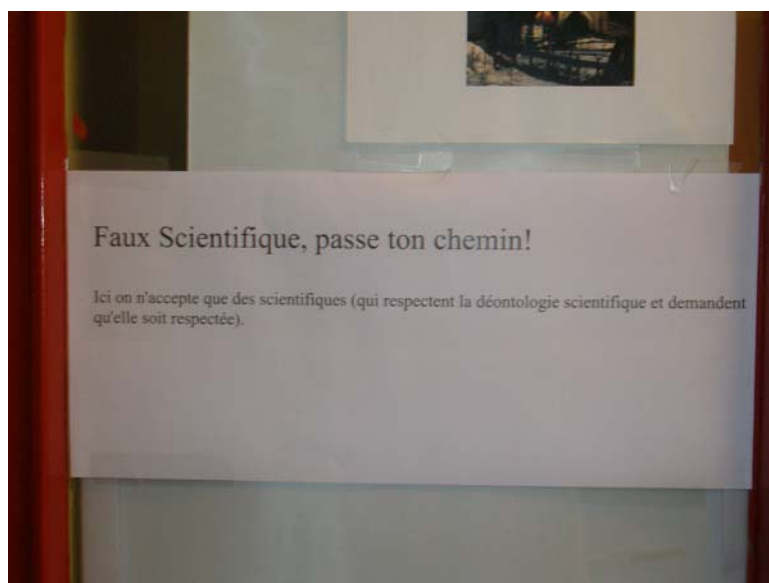 Faux Scientifique, passe ton chemin!
Ici on n'accepte que des scientifiques (qui respectent la déontologie scientifique et demandent
qu'elle soit respectée).